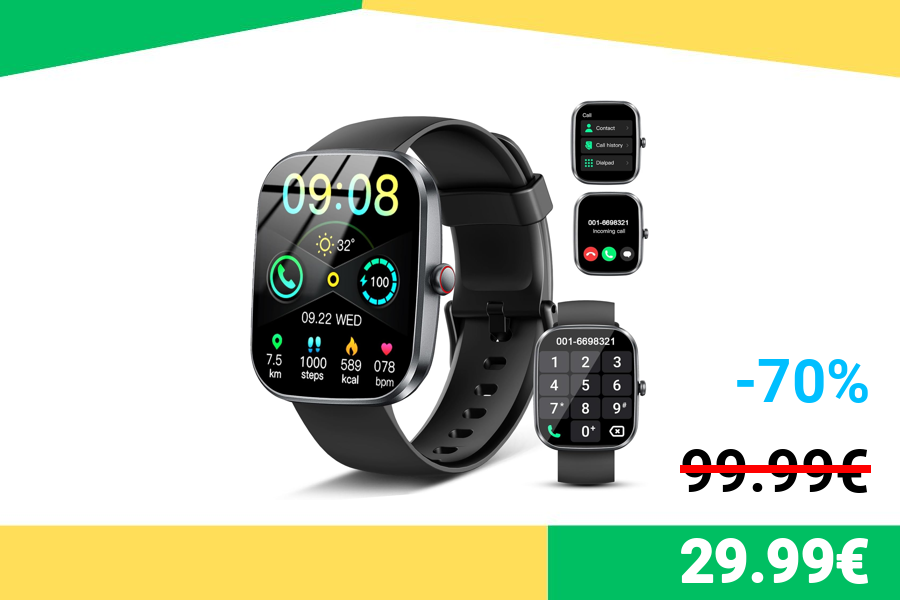 09:08
32°
100
09.22 WED
7.5
km
1000
steps
589
kcal
078
bpm
Call
Contact
Call history
Dialpad
001-6698321
Incoming call
001-6698321
1 2 3
4 5 6
7* 8 9#
0+
-70%
99.99€
29.99€